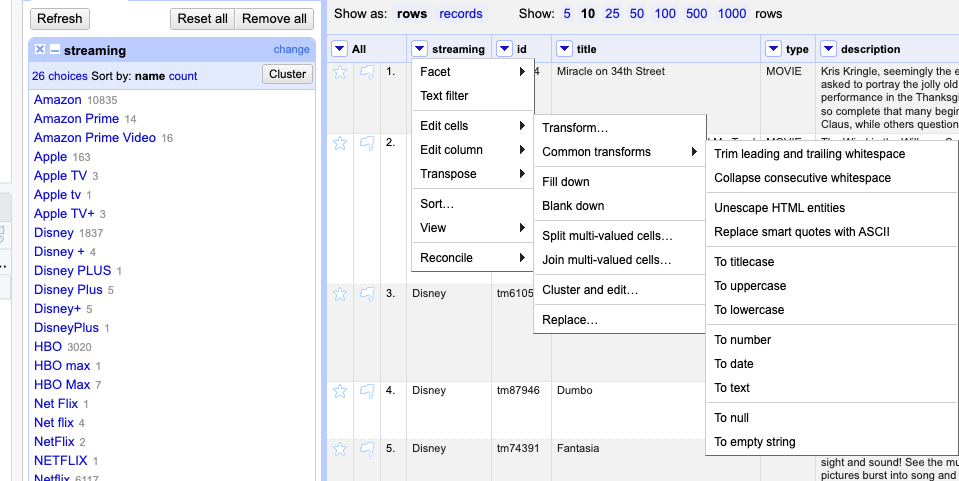 Refresh Reset all Remove all
streaming change
26 choices Sort by: name count Cluster
Amazon 10835
Amazon Prime 14
Amazon Prime Video 16
Apple 163
Apple TV 3
Apple tv 1
Apple TV+ 3
Disney 1837
Disney + 4
Disney PLUS 1
Disney Plus 5
Disney+ 5
DisneyPlus 1
HBO 3020
HBO max 1
HBO Max 7
Net Flix 1
Net flix 4
NetFlix 2
NETFLIX 1
Netflix 6117
Show as: rows records Show: 5 10 25 50 100 500 1000 rows
All streaming id title type description
1. 4 Miracle on 34th Street MOVIE Kris Kringle, seemingly the e
asked to portray the jolly old
performance in the Thanksgi
so complete that many begin
Claus, while others question
2.
3. Disney tm6105
4. Disney tm87946 Dumbo
5. Disney tm74391 Fantasia
sight and sound! See the mu
pictures burst into song and
Facet
Text filter
Edit cells
Edit column
Transpose
Sort…
View
Reconcile
Transform…
Common transforms
Fill down
Blank down
Split multi-valued cells…
Join multi-valued cells…
Cluster and edit…
Replace…
Trim leading and trailing whitespace
Collapse consecutive whitespace
Unescape HTML entities
Replace smart quotes with ASCII
To titlecase
To uppercase
To lowercase
To number
To date
To text
To null
To empty string